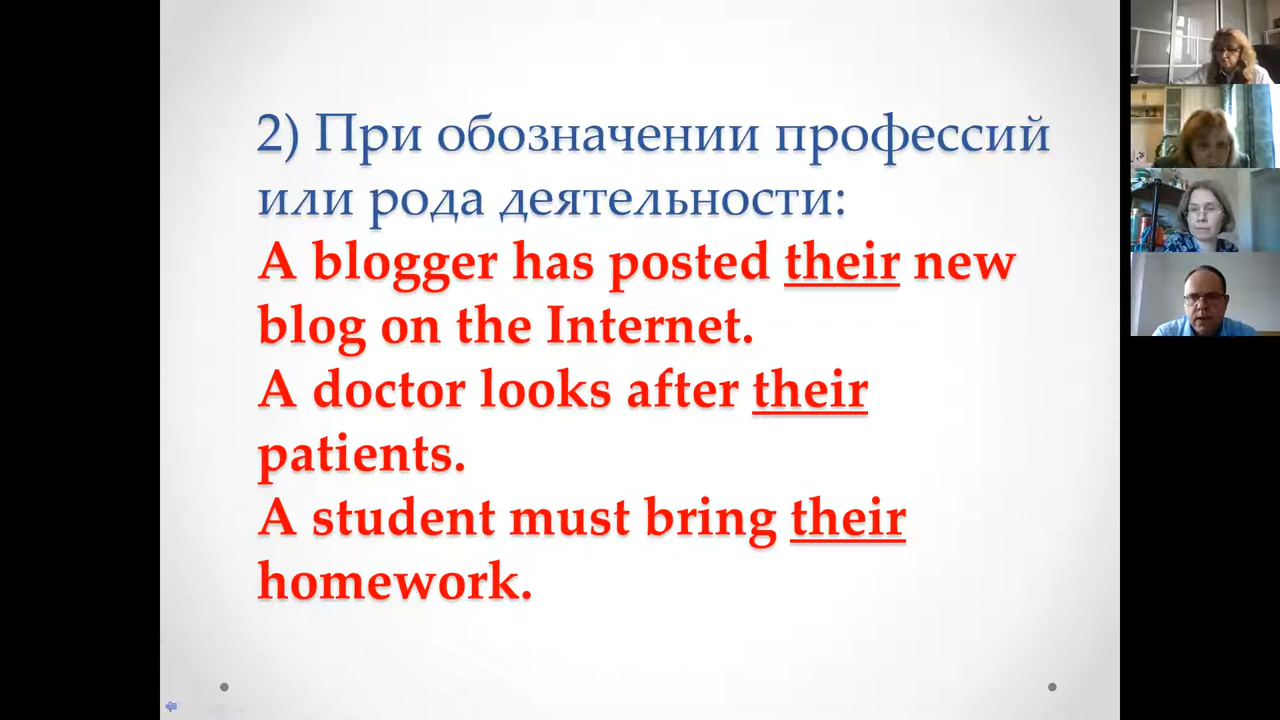 2) При обозначении профессий
или рода деятельности:
A blogger has posted their new
blog on the Internet.
A doctor looks after their
patients.
A student must bring their
homework.